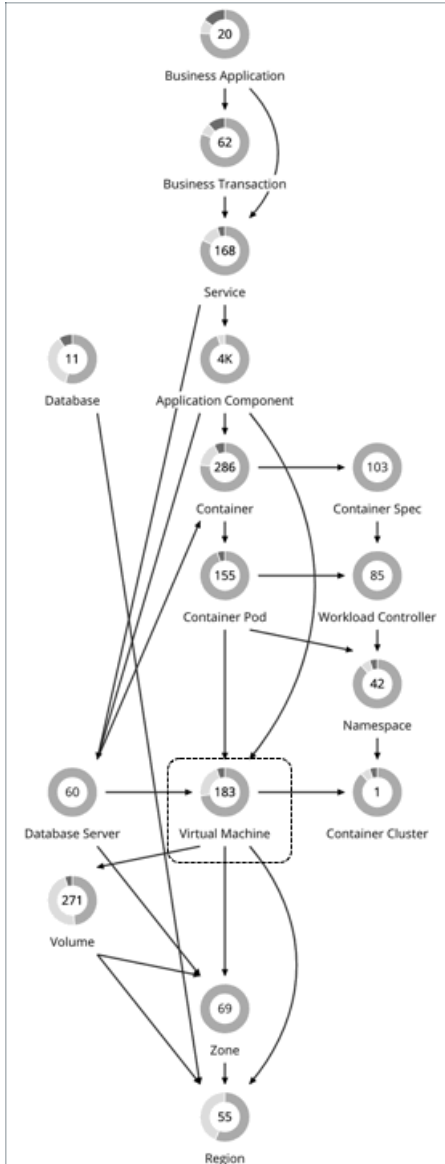 20
Business Application
62
Business Transaction
168
Service
11
Database
4K
Application Component
286
Container
103
Container Spec
155
Container Pod
85
Workload Controller
42
Namespace
60
Database Server
183
Virtual Machine
1
Container Cluster
271
Volume
69
Zone
55
Region